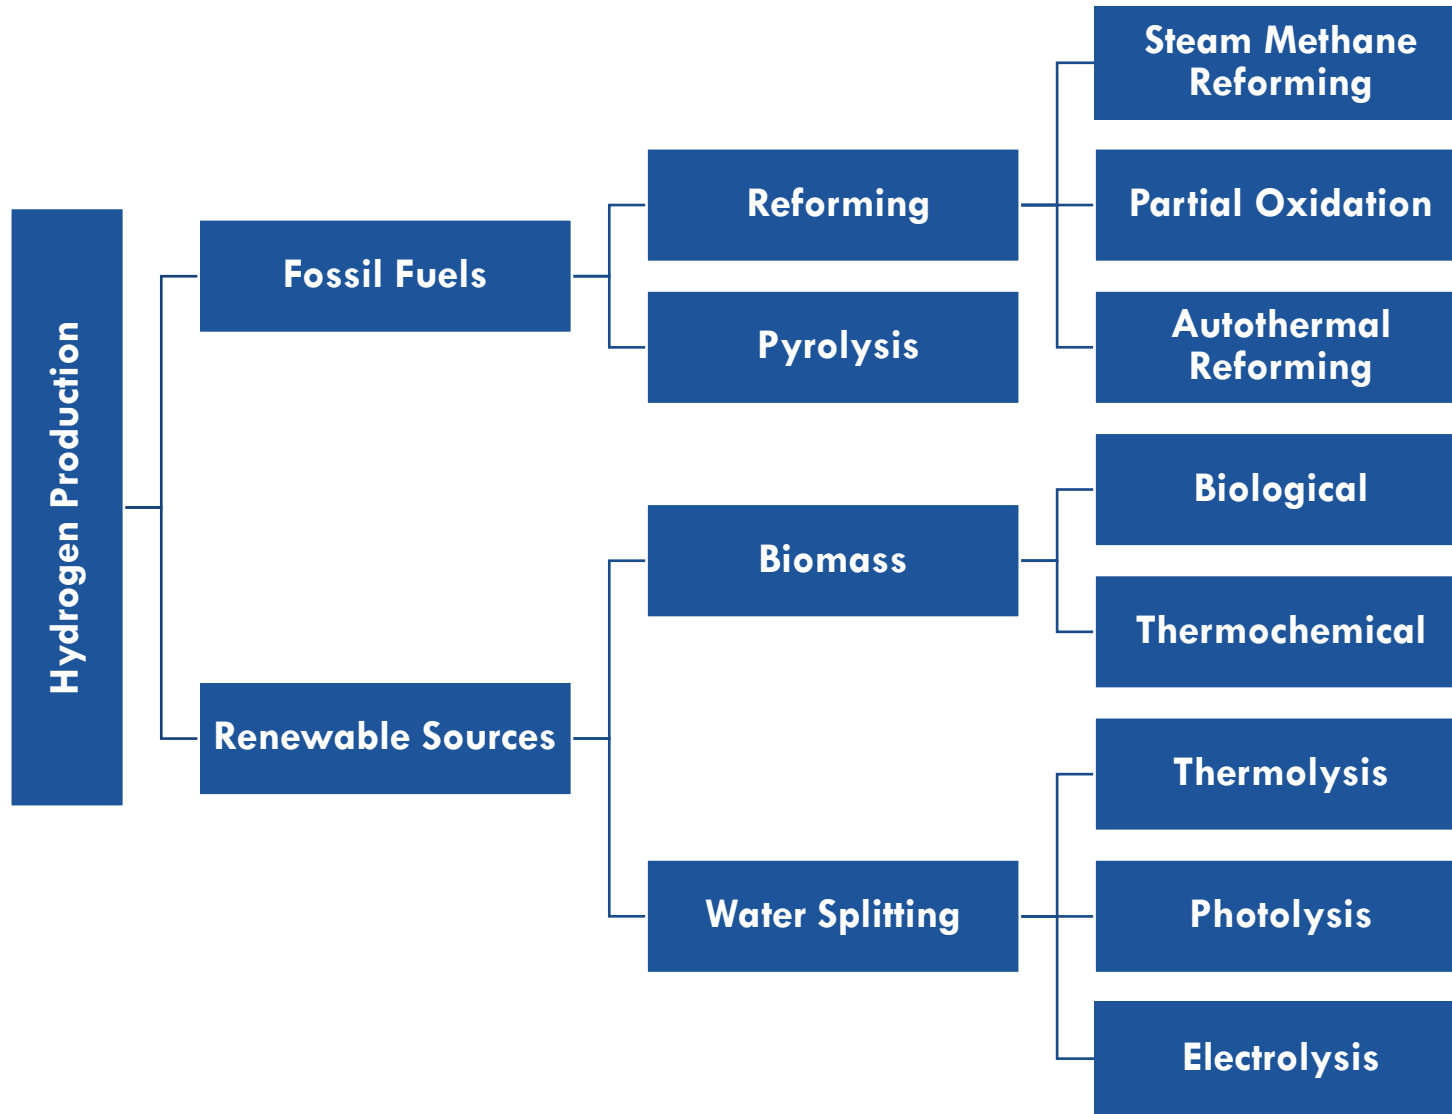 Hydrogen Production
Fossil Fuels
Reforming
Steam Methane
Reforming
Partial Oxidation
Autothermal
Reforming
Pyrolysis
Renewable Sources
Biomass
Biological
Thermochemical
Water Splitting
Thermolysis
Photolysis
Electrolysis